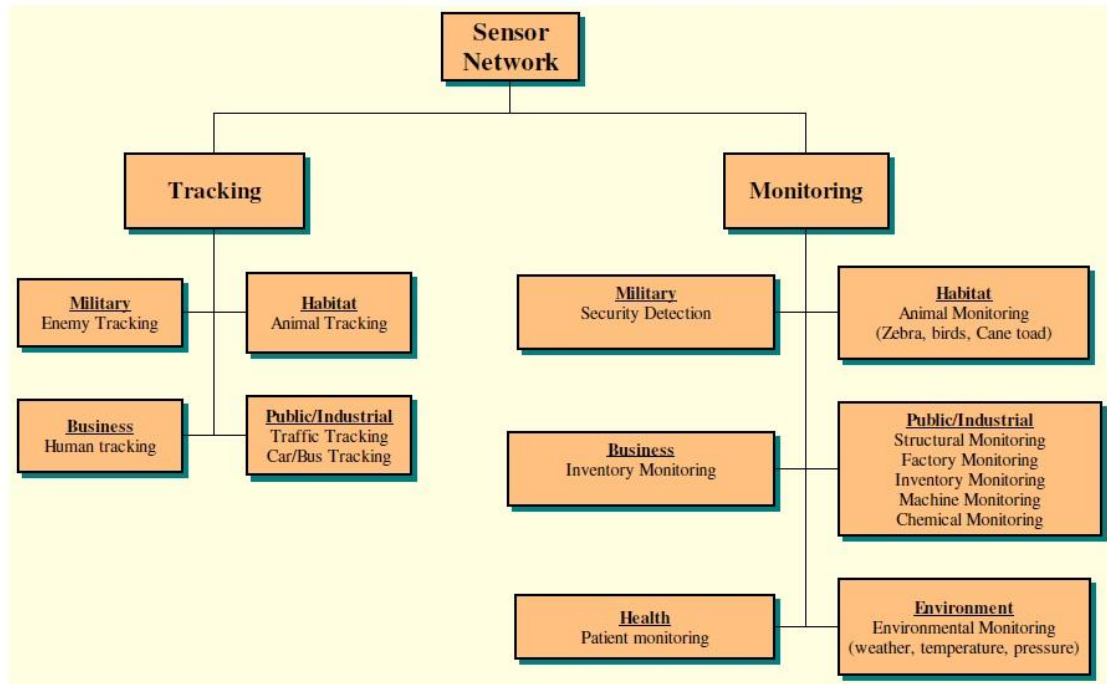 Sensor
Network
Tracking
Monitoring
Military
Enemy Tracking
Habitat
Animal Tracking
Business
Human tracking
Public/Industrial
Traffic Tracking
Car/Bus Tracking
Military
Security Detection
Habitat
Animal Monitoring
(Zebra, birds, Cane toad)
Business
Inventory Monitoring
Public/Industrial
Structural Monitoring
Factory Monitoring
Inventory Monitoring
Machine Monitoring
Chemical Monitoring
Health
Patient monitoring
Environment
Environmental Monitoring
(weather, temperature, pressure)